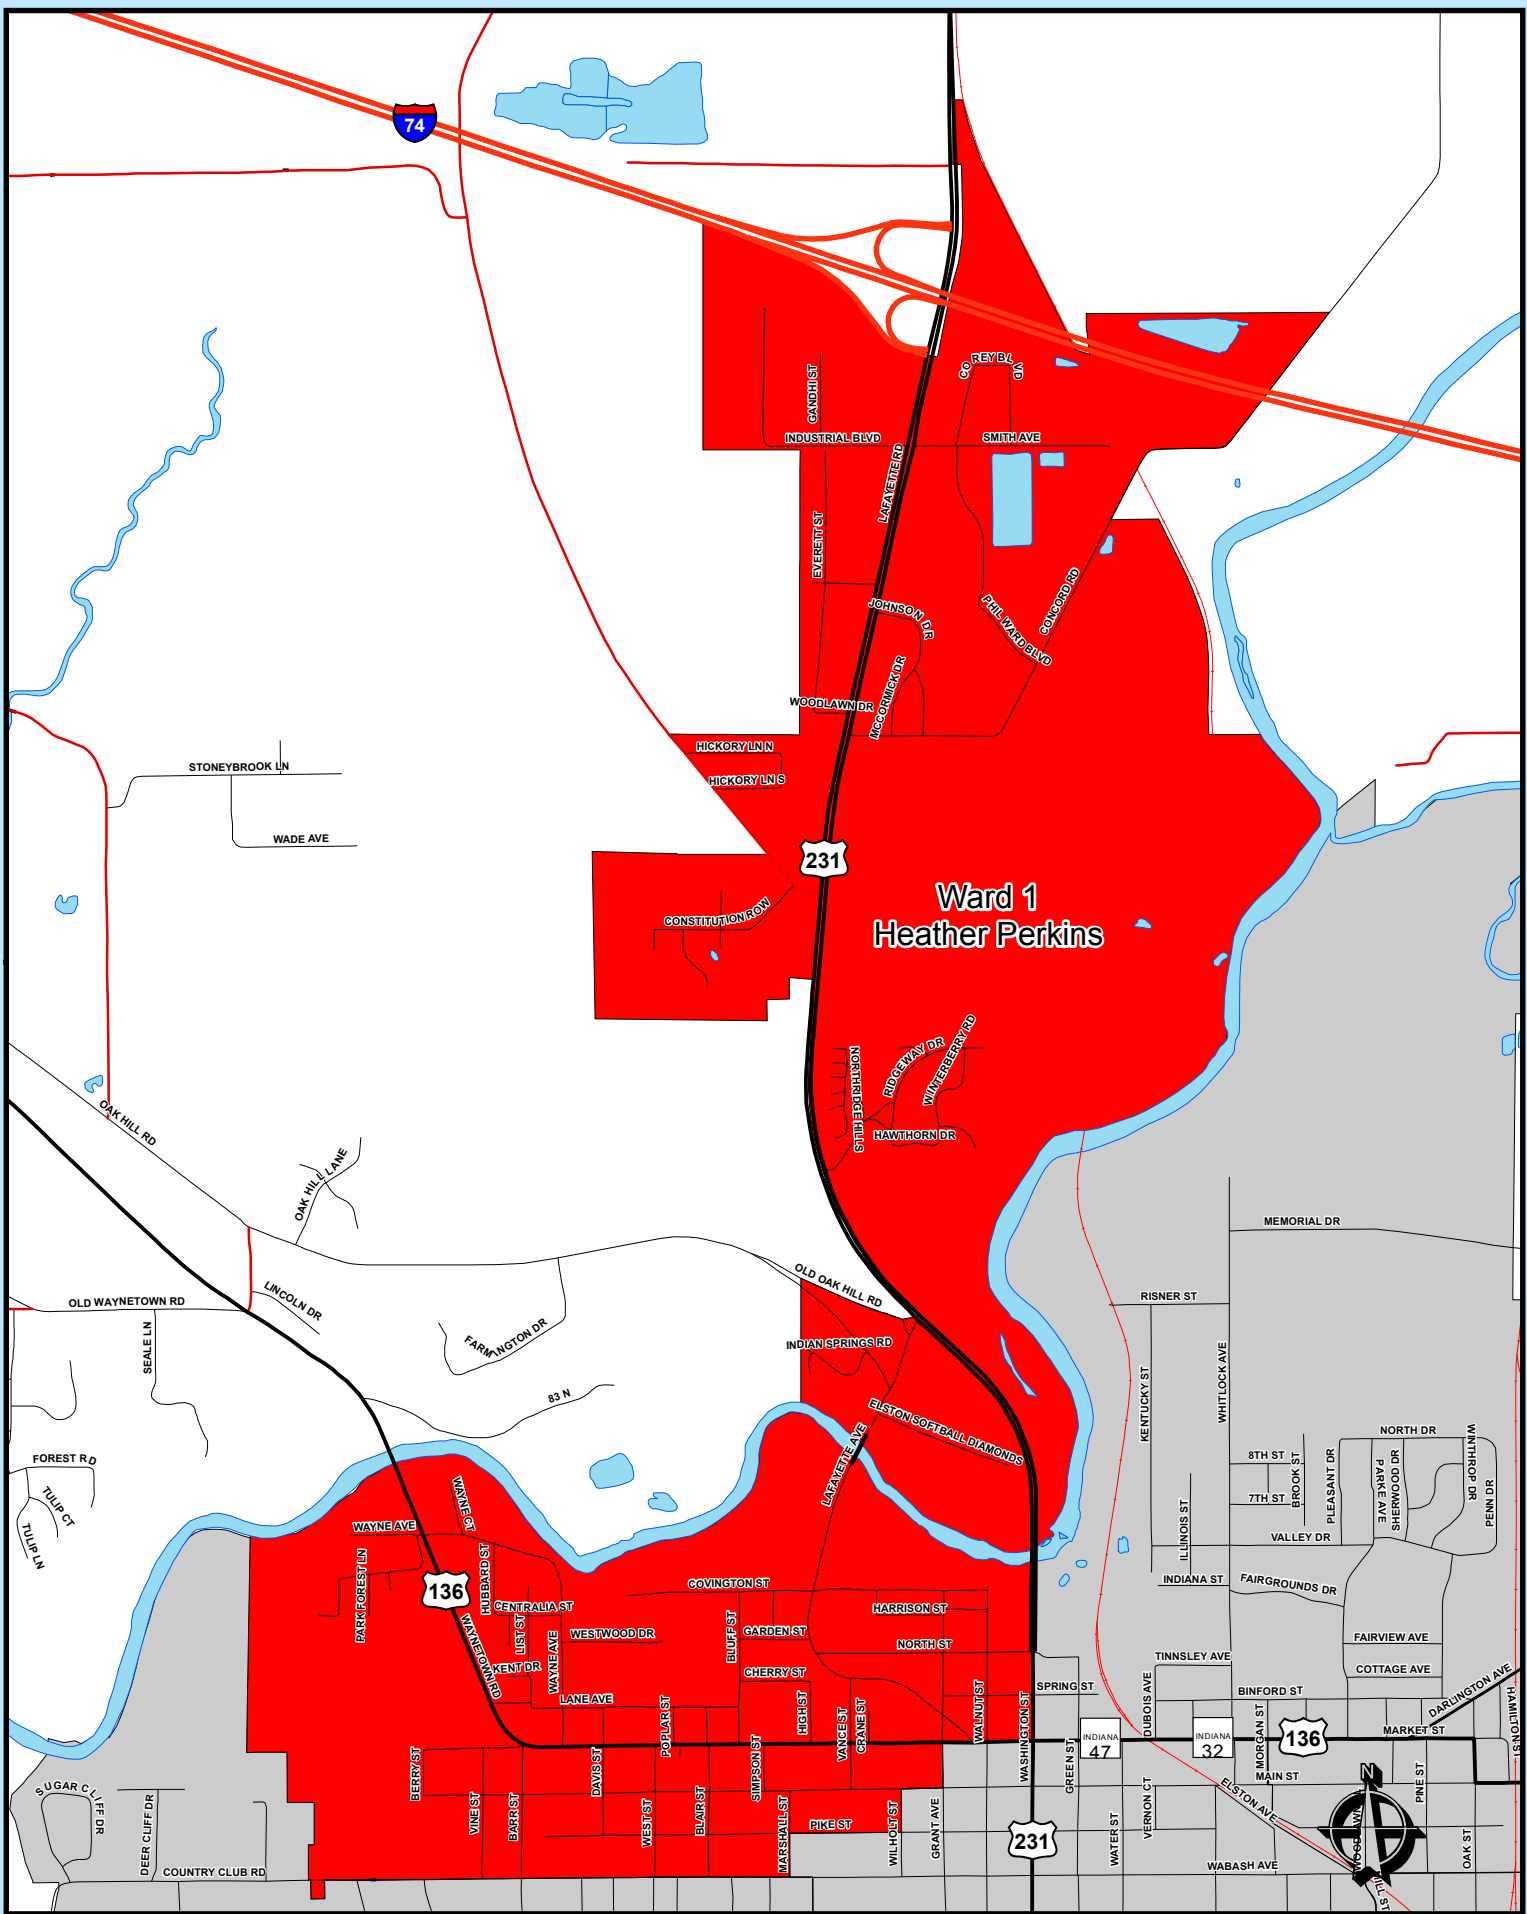 74
CO REY BL VD
GANDHI ST
INDUSTRIAL BLVD
SMITH AVE
LAFAYETTE RD
EVERETT ST
JOHNSO N DR
PHIL WARD BLVD
CONCORD RD
MCCORMICK DR
WOODLAWN DR
HICKORY LN N
HICKORY LN S
STONEYBROOK LN
WADE AVE
231
Ward 1
Heather Perkins
CONSTITUTION ROW
NORTHRIDGE HILLS
RIDGEWAY DR
WINTERBERRY RD
HAWTHORN DR
OAK HILL RD
OAK HILL LANE
MEMORIAL DR
OLD OAK HILL RD
OLD WAYNETOWN RD
LINCOLN DR
SEALE LN
FARM NGTON DR
83 N
INDIAN SPRINGS RD
ELSTON SOFTBALL DIAMONDS
LAFAYETTE AVE
RISNER ST
KENTUCKY ST
WHITLOCK AVE
NORTH DR
8TH ST
7TH ST
BROOK ST
PLEASANT DR
PARKE AVE
SHERWOOD DR
WINTHROP DR
PENN DR
VALLEY DR
ILLINOIS ST
INDIANA ST
FAIRGROUNDS DR
FAIRVIEW AVE
COTTAGE AVE
TINNSLEY AVE
BINFORD ST
DARLINGTON AVE
HAMILTON ST
FOREST RD
TULIP CT
TULIP LN
WAYNE CT
WAYNE AVE
PARK FOREST LN
136
HUBBARD ST
CENTRALIA ST
LIST ST
KENT DR
WAYNE AVE
WAYNETOWN RD
WESTWOOD DR
LANE AVE
COVINGTON ST
BLUFF ST
GARDEN ST
CHERRY ST
HARRISON ST
NORTH ST
HIGH ST
VANCE ST
CRANE ST
WALNUT ST
WASHINGTON ST
SPRING ST
GREEN ST
INDIANA
47
DUBOIS AVE
INDIANA
32
MORGAN ST
136
MARKET ST
MAIN ST
PINE ST
ELSTON AVE
N
OAK ST
WABASH AVE
MILL ST
VERNON CT
WATER ST
231
GRANT AVE
WILHOLT ST
PIKE ST
MARSHALL ST
SIMPSON ST
BLAIR ST
WEST ST
POPLAR ST
DAVIS ST
BARR ST
VINE ST
BERRY ST
SUGAR CLIFF DR
DEER CLIFF DR
COUNTRY CLUB RD